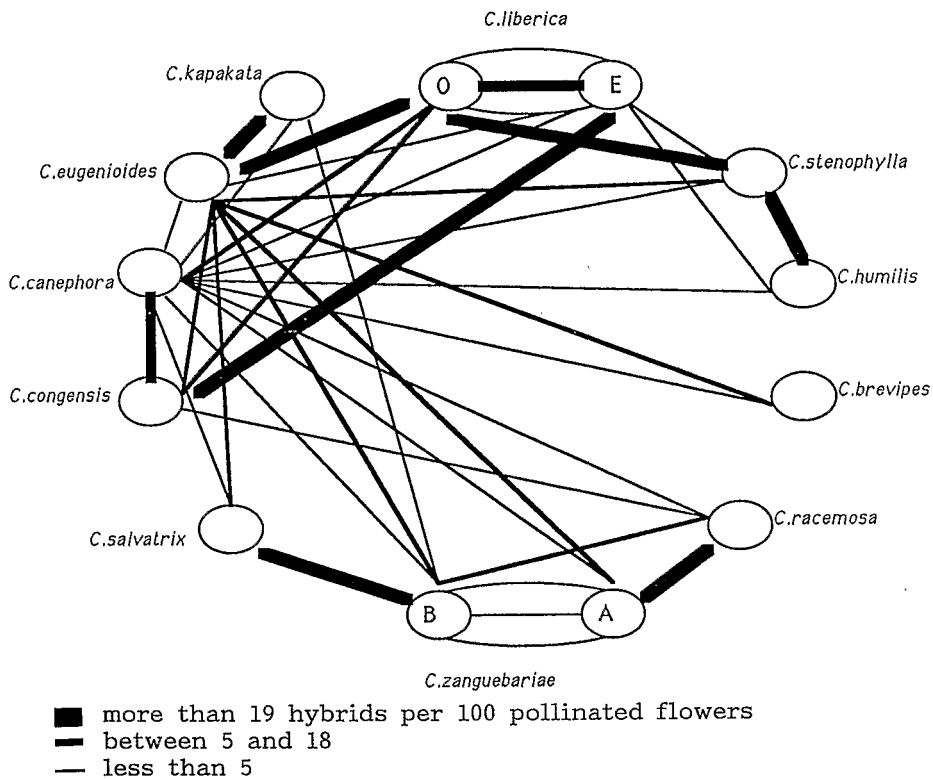 C.liberica
C.kapakata
O
E
C.eugenioides
C.stenophylla
C.canephora
C.humilis
C.congensis
C.brevipes
C.salvatrix
C.racemosa
B
A
C.zanguebariae
more than 19 hybrids per 100 pollinated flowers
between 5 and 18
less than 5